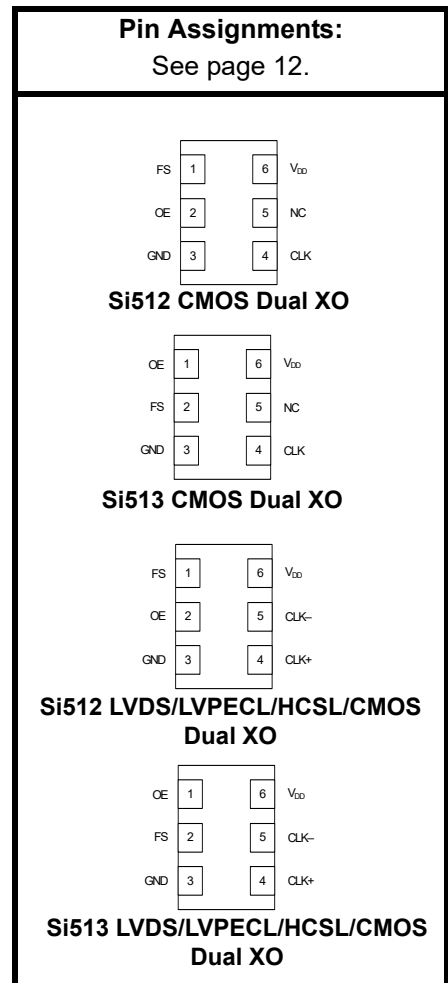 Pin Assignments:
See page 12.
FS 1 6 VDD
OE 2 5 NC
GND 3 4 CLK
Si512 CMOS Dual XO
OE 1 6 VDD
FS 2 5 NC
GND 3 4 CLK
Si513 CMOS Dual XO
FS 1 6 VDD
OE 2 5 CLK–
GND 3 4 CLK+
Si512 LVDS/LVPECL/HCSL/CMOS
Dual XO
OE 1 6 VDD
FS 2 5 CLK–
GND 3 4 CLK+
Si513 LVDS/LVPECL/HCSL/CMOS
Dual XO